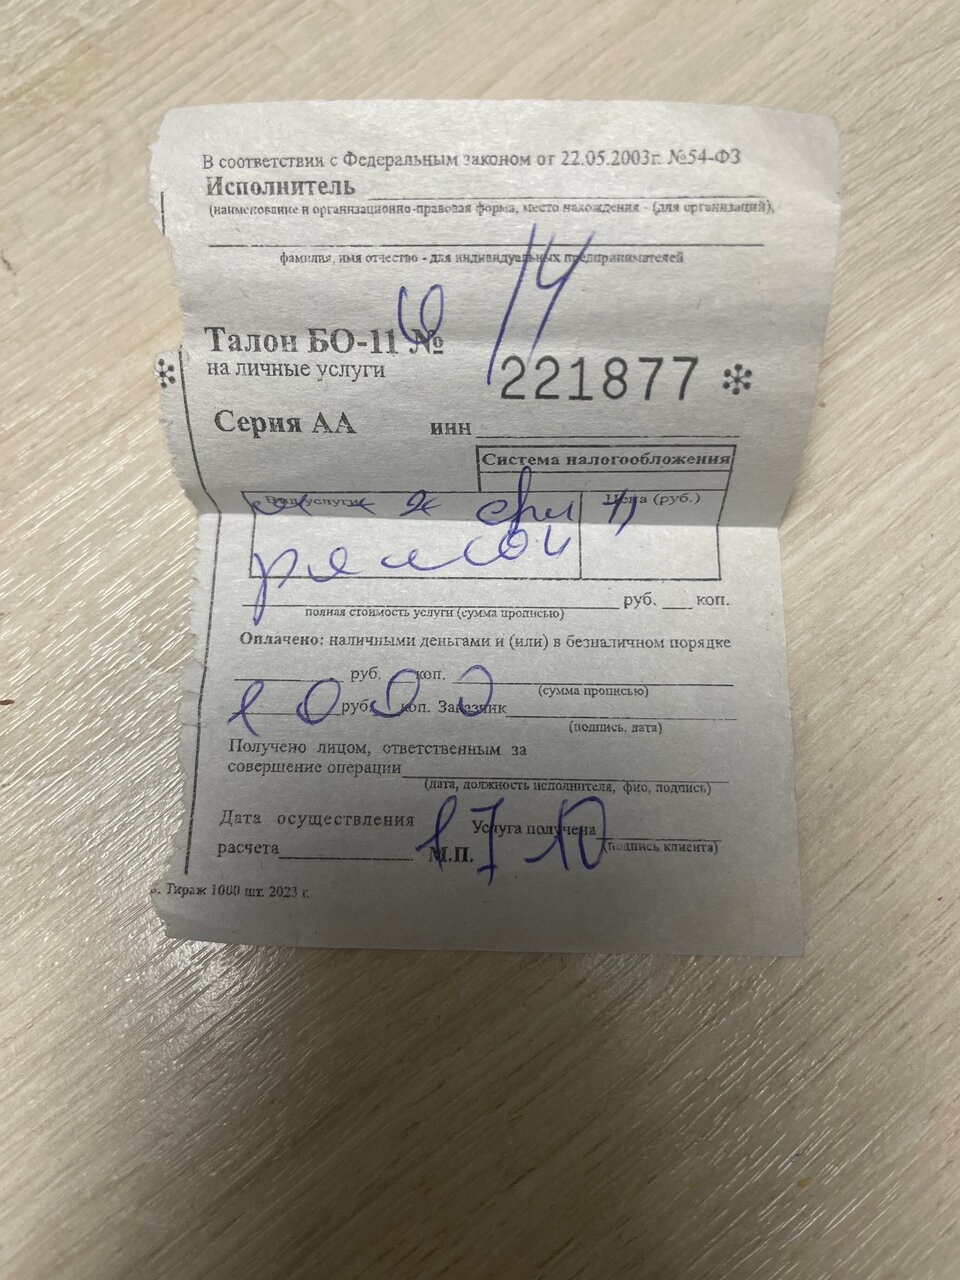 В соответствии с Федеральным законом от 22.05.2003г. №54-ФЗ
Исполнитель
(наименование и организационно-правовая форма, место нахождения - (для организаций),
фамилия, имя отчество - для индивидуальных предпринимателей
14
Талон БО-11 №
на личные услуги
221877 *
*
Серия АА
ИНН
Система налогообложения
Вид услуги
Цена (руб.)
руб. коп.
полная стоимость услуги (сумма прописью)
Оплачено: наличными деньгами и (или) в безналичном порядке
руб. коп.
(сумма прописью)
1000
руб. коп. Заказчик
(подпись, дата)
Получено лицом, ответственным за
совершение операции
(дата, должность исполнителя, фио, подпись)
17 10
Дата осуществления
Услуга получена
расчета
М.П.
(подпись клиента)
Тираж 1000 шт. 2023 г.